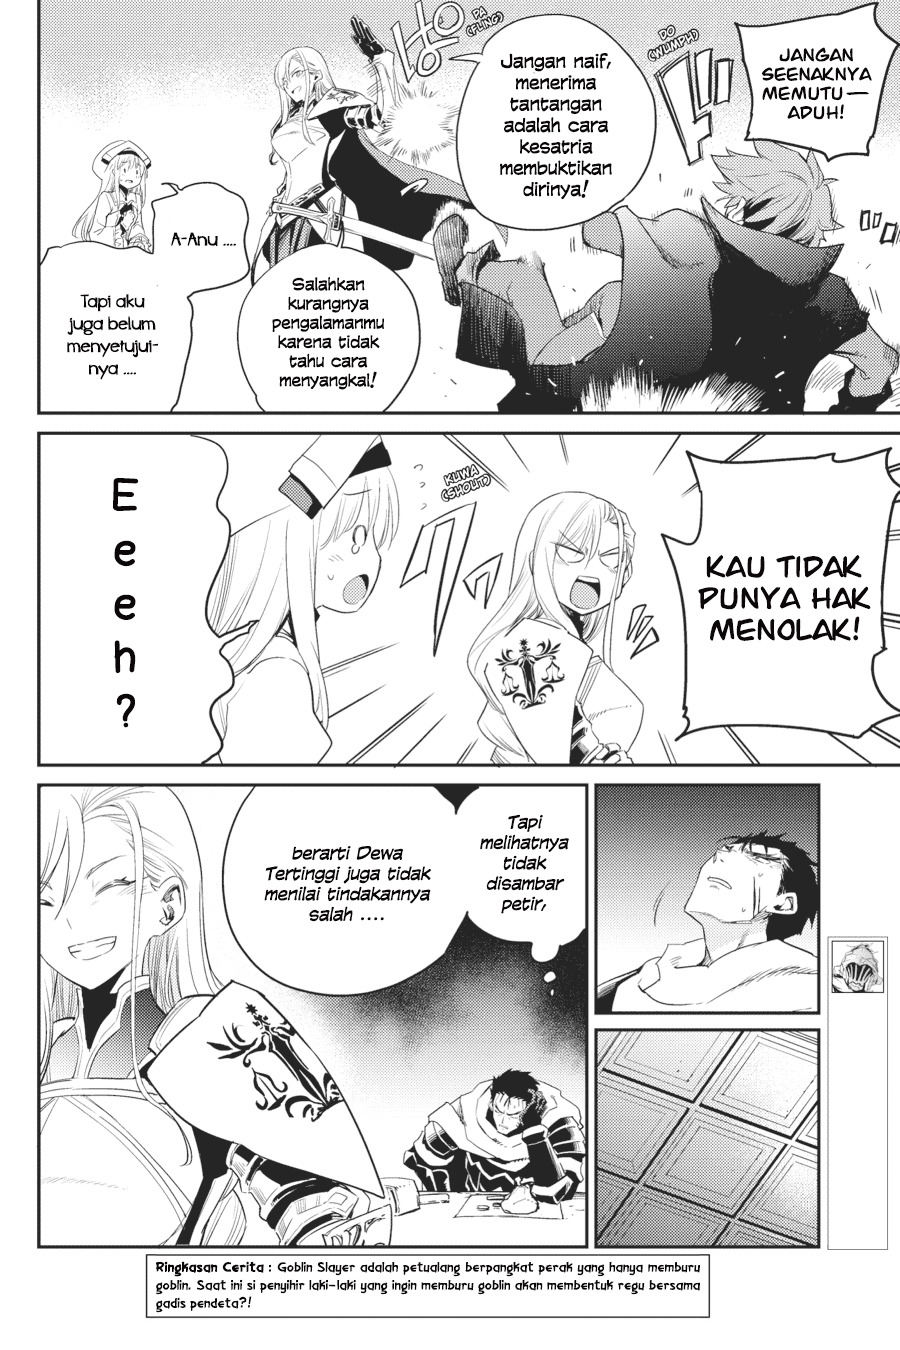 JANGAN
SEENAKNYA
MEMUTU—
ADUH!
DO
(WUMPH)
PA
(FLING)
Jangan naif,
menerima
tantangan
adalah cara
kesatria
membuktikan
dirinya!
Salahkan
kurangnya
pengalamanmu
karena tidak
tahu cara
menyangkal!
A-Anu ....
Tapi aku
juga belum
menyetujui-
nya ....
KAU TIDAK
PUNYA HAK
MENOLAK!
KUWA
(SHOUT)
E
e
e
h
?
Tapi
melihatnya
tidak
disambar
petir,
berarti Dewa
Tertinggi juga tidak
menilai tindakannya
salah ....
Ringkasan Cerita : Goblin Slayer adalah petualang berpangkat perak yang hanya memburu
goblin. Saat ini si penyihir laki-laki yang ingin memburu goblin akan membentuk regu bersama
gadis pendeta?!